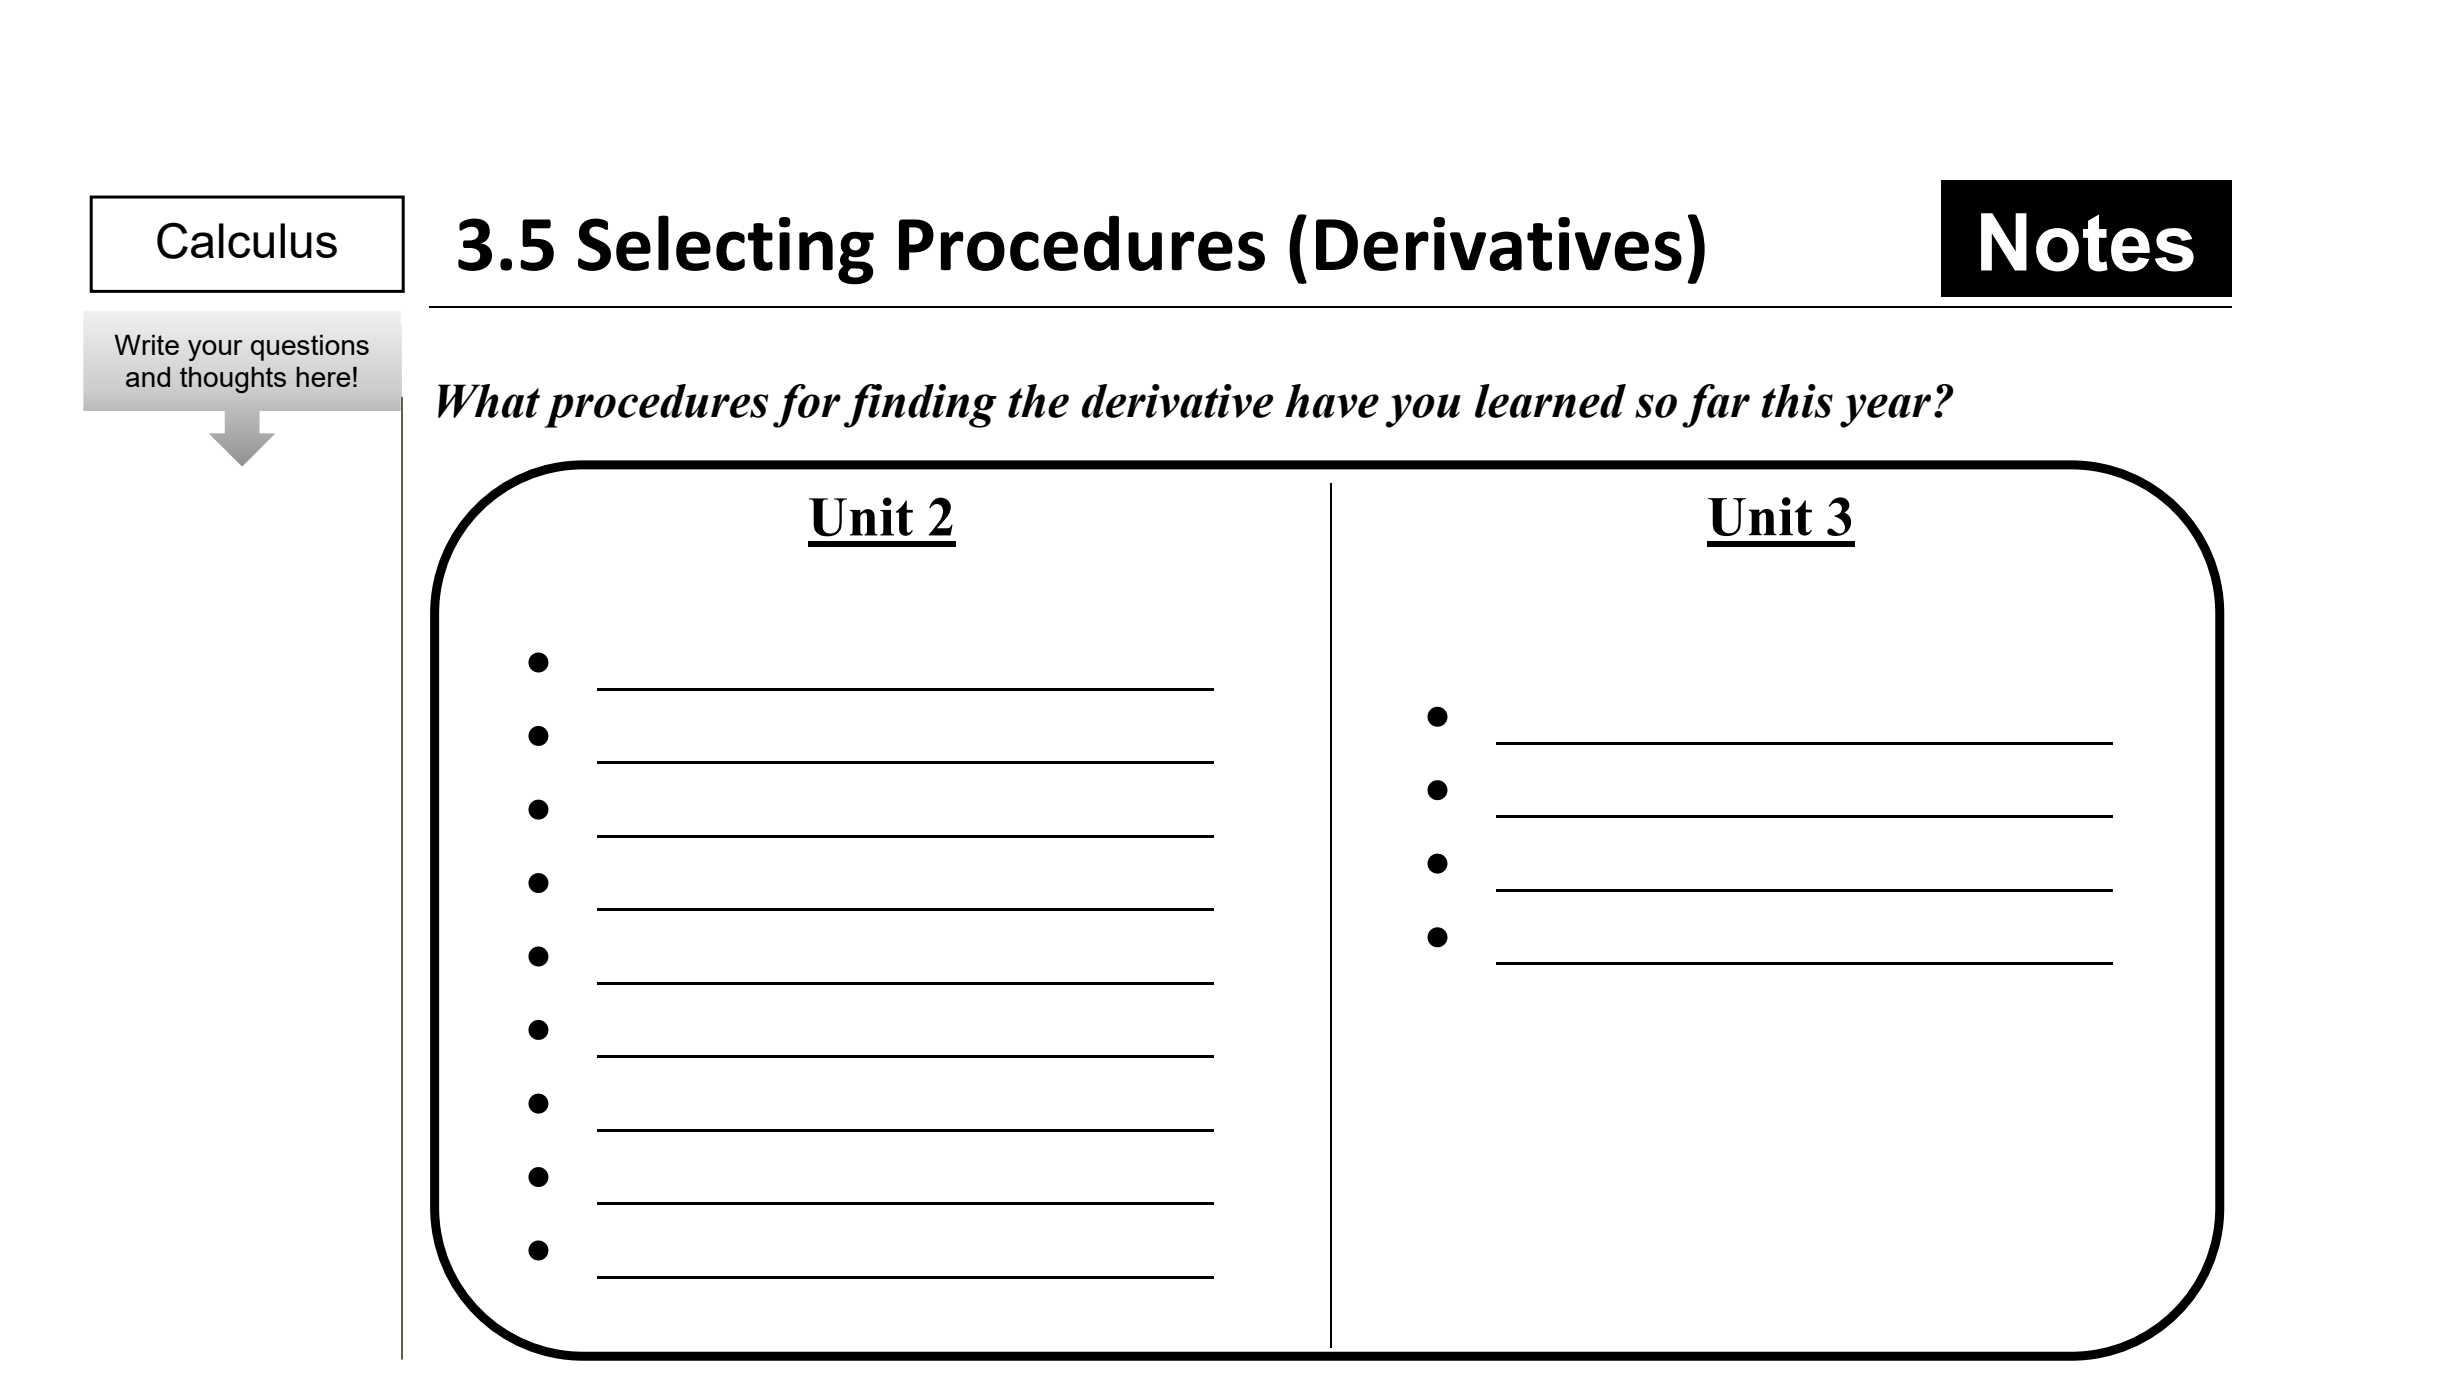 Calculus
3.5 Selecting Procedures (Derivatives)
Notes
Write your questions
and thoughts here!
What procedures for finding the derivative have you learned so far this year?
Unit 2
Unit 3